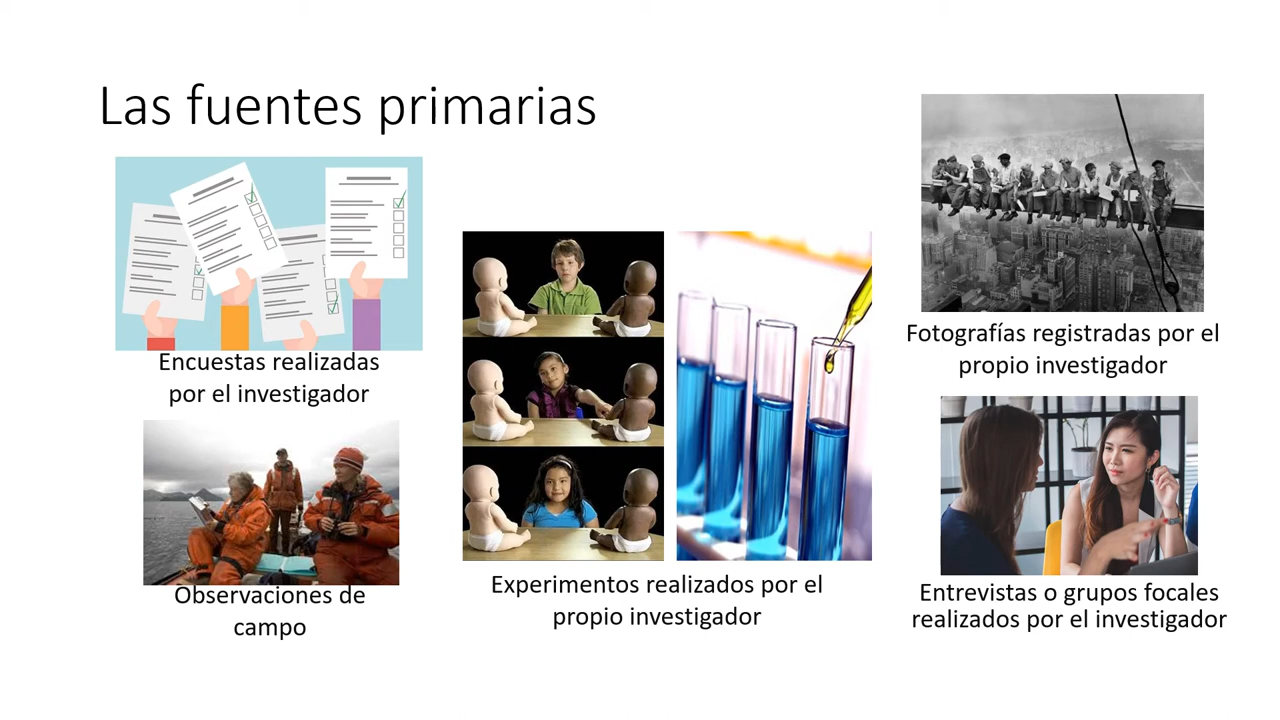 Las fuentes primarias
Encuestas realizadas
por el investigador
Observaciones de
campo
Experimentos realizados por el
propio investigador
Fotografías registradas por el
propio investigador
Entrevistas o grupos focales
realizados por el investigador